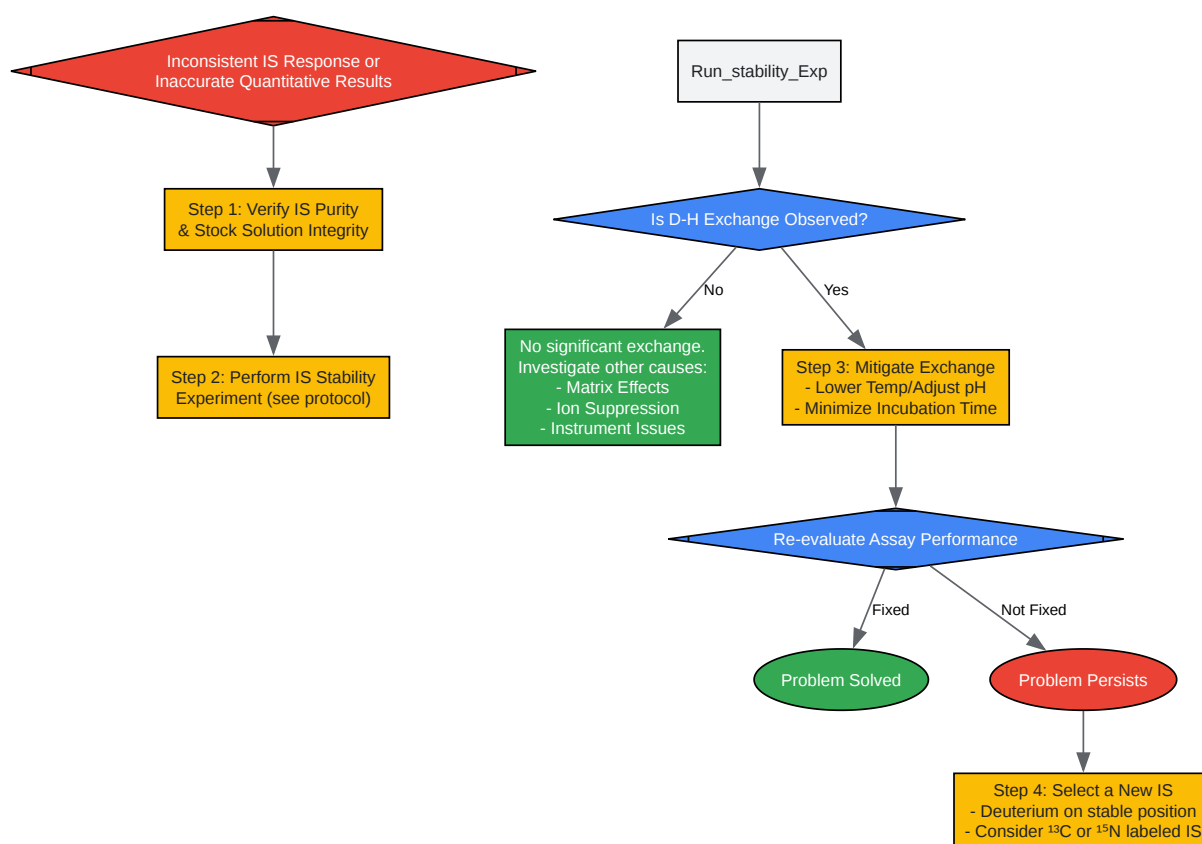 Inconsistent IS Response or
Inaccurate Quantitative Results
Step 1: Verify IS Purity
& Stock Solution Integrity
Step 2: Perform IS Stability
Experiment (see protocol)
Run_stability_Exp
Is D-H Exchange Observed?
No
Yes
No significant exchange.
Investigate other causes:
- Matrix Effects
- Ion Suppression
- Instrument Issues
Step 3: Mitigate Exchange
- Lower Temp/Adjust pH
- Minimize Incubation Time
Re-evaluate Assay Performance
Fixed
Not Fixed
Problem Solved
Problem Persists
Step 4: Select a New IS
- Deuterium on stable position
- Consider ¹³C or ¹⁵N labeled IS